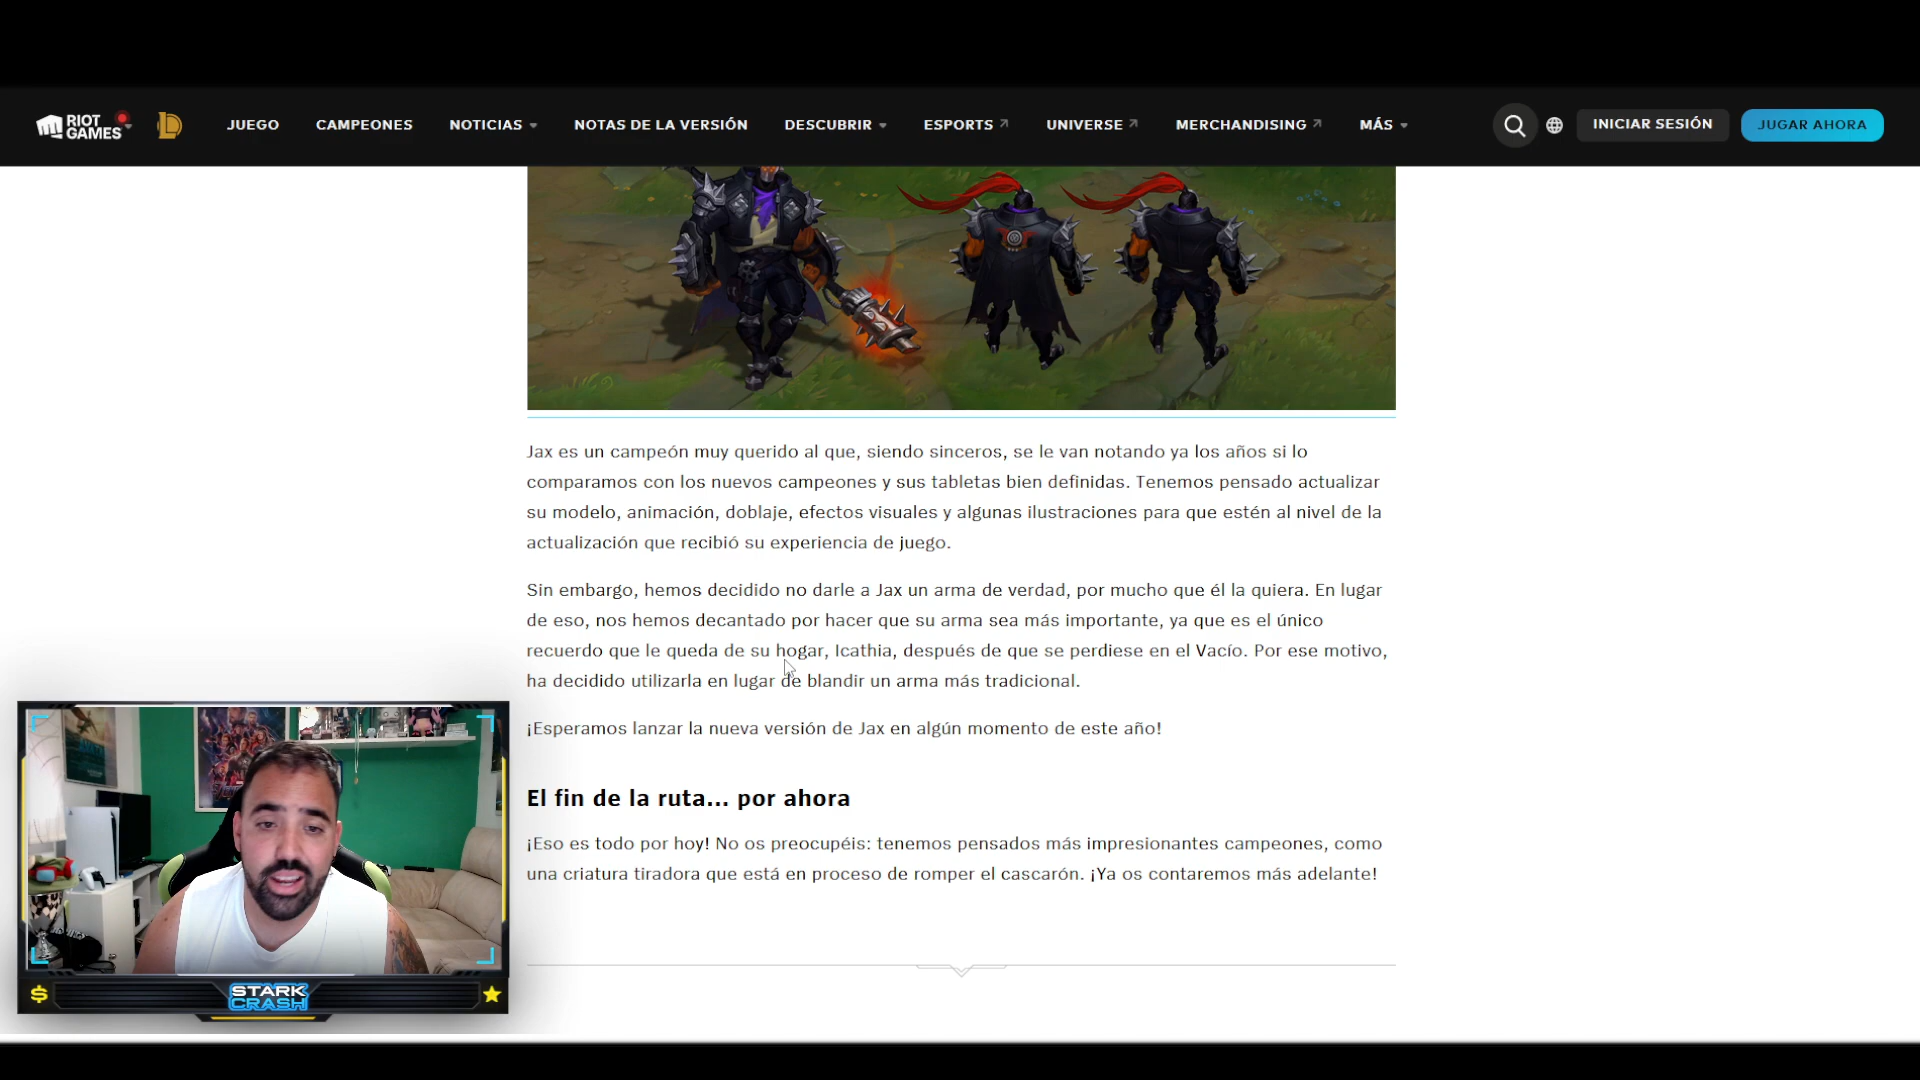 RIOT
GAMES
JUEGO
CAMPEONES
NOTICIAS
NOTAS DE LA VERSIÓN
DESCUBRIR
ESPORTS
UNIVERSE
MERCHANDISING
MÁS
INICIAR SESIÓN
JUGAR AHORA
Jax es un campeón muy querido al que, siendo sinceros, se le van notando ya los años si lo
comparamos con los nuevos campeones y sus tabletas bien definidas. Tenemos pensado actualizar
su modelo, animación, doblaje, efectos visuales y algunas ilustraciones para que estén al nivel de la
actualización que recibió su experiencia de juego.
Sin embargo, hemos decidido no darle a Jax un arma de verdad, por mucho que él la quiera. En lugar
de eso, nos hemos decantado por hacer que su arma sea más importante, ya que es el único
recuerdo que le queda de su hogar, Icathia, después de que se perdiese en el Vacío. Por ese motivo,
ha decidido utilizarla en lugar de blandir un arma más tradicional.
¡Esperamos lanzar la nueva versión de Jax en algún momento de este año!
El fin de la ruta... por ahora
¡Eso es todo por hoy! No os preocupéis: tenemos pensados más impresionantes campeones, como
una criatura tiradora que está en proceso de romper el cascarón. ¡Ya os contaremos más adelante!
$
STARK
CRASH